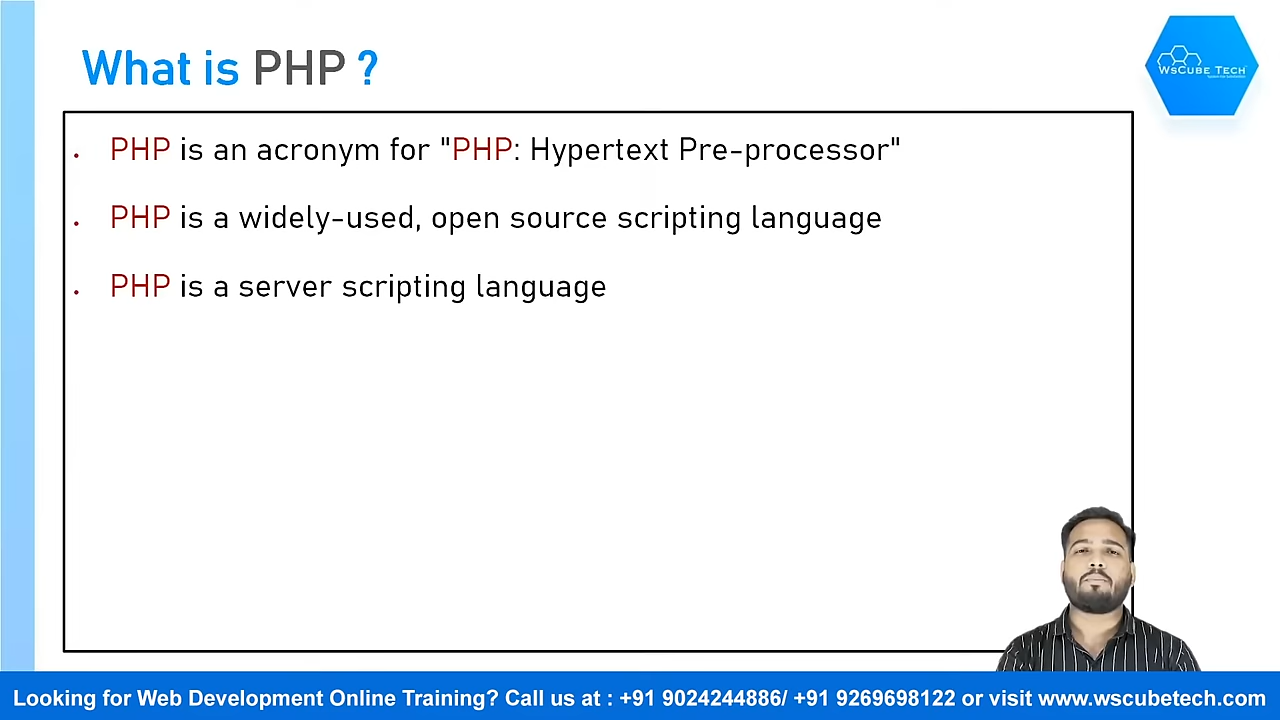 What is PHP ?
WsCube Tech
PHP is an acronym for "PHP: Hypertext Pre-processor"
PHP is a widely-used, open source scripting language
PHP is a server scripting language
Looking for Web Development Online Training? Call us at : +91 9024244886/ +91 9269698122 or visit www.wscubetech.com